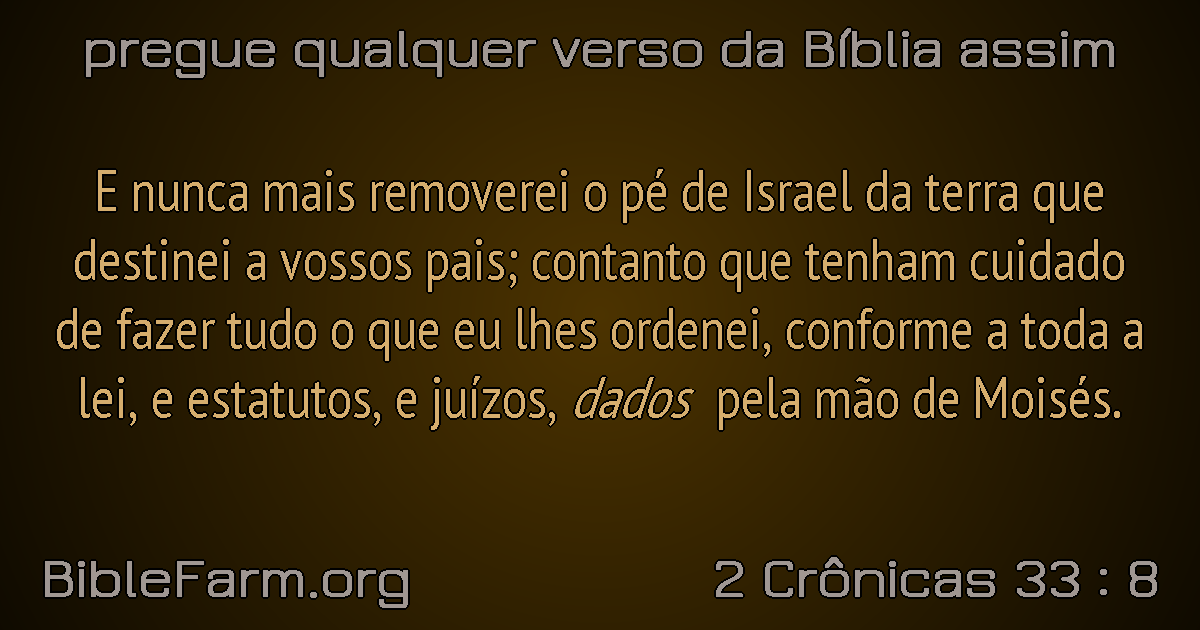 pregue qualquer verso da Bíblia assim
E nunca mais removerei o pé de Israel da terra que
destinei a vossos pais; contanto que tenham cuidado
de fazer tudo o que eu lhes ordenei, conforme a toda a
lei, e estatutos, e juízos, dados pela mão de Moisés.
BibleFarm.org
2 Crônicas 33 : 8